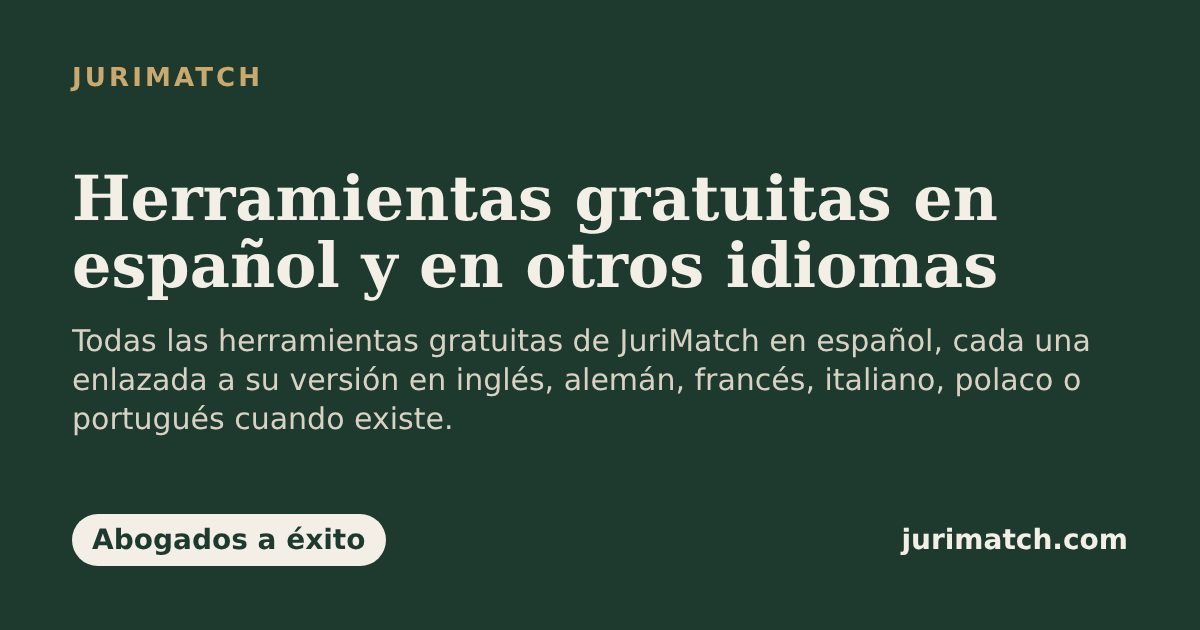 JURIMATCH
Herramientas gratuitas en
español y en otros idiomas
Todas las herramientas gratuitas de JuriMatch en español, cada una
enlazada a su versión en inglés, alemán, francés, italiano, polaco o
portugués cuando existe.
Abogados a éxito
jurimatch.com